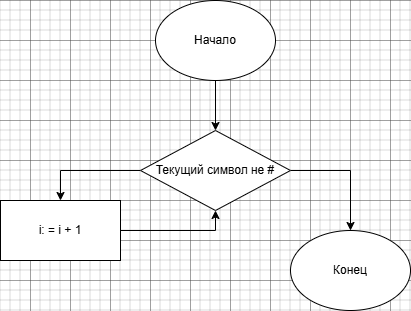 Начало
Текущий символ не #
i: = i + 1
Конец